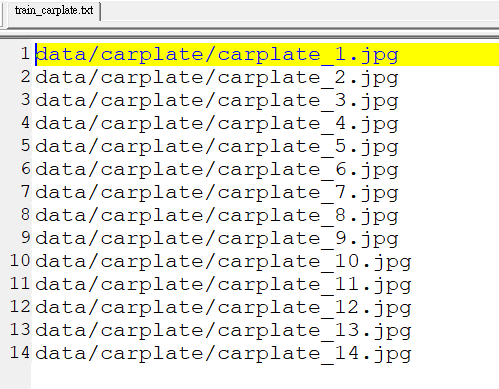 train_carplate.txt
1 data/carplate/carplate_1.jpg
2 data/carplate/carplate_2.jpg
3 data/carplate/carplate_3.jpg
4 data/carplate/carplate_4.jpg
5 data/carplate/carplate_5.jpg
6 data/carplate/carplate_6.jpg
7 data/carplate/carplate_7.jpg
8 data/carplate/carplate_8.jpg
9 data/carplate/carplate_9.jpg
10 data/carplate/carplate_10.jpg
11 data/carplate/carplate_11.jpg
12 data/carplate/carplate_12.jpg
13 data/carplate/carplate_13.jpg
14 data/carplate/carplate_14.jpg